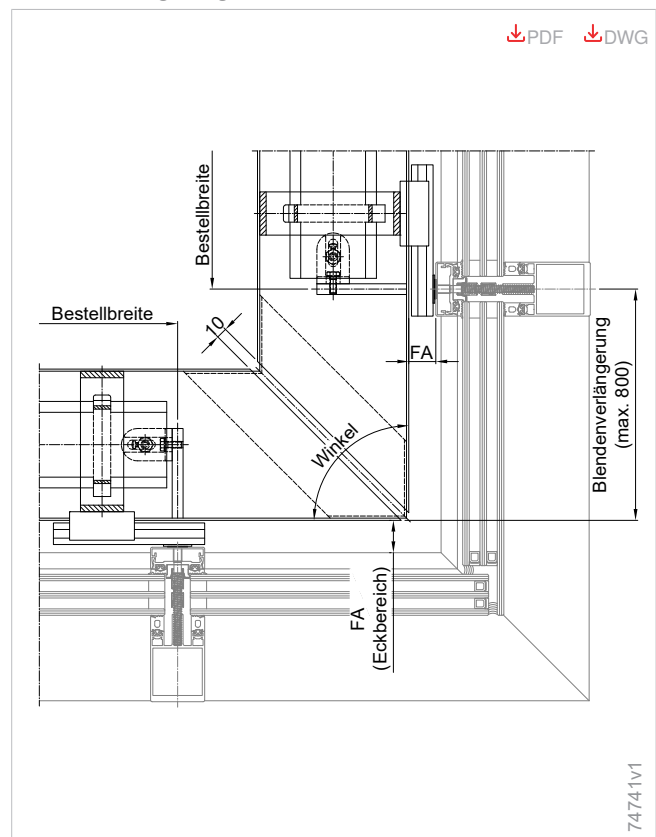 PDF DWG
Bestellbreite
Bestellbreite
10
FA
Winkel
Blendenverlängerung
(max. 800)
FA
(Eckbereich)
74741v1